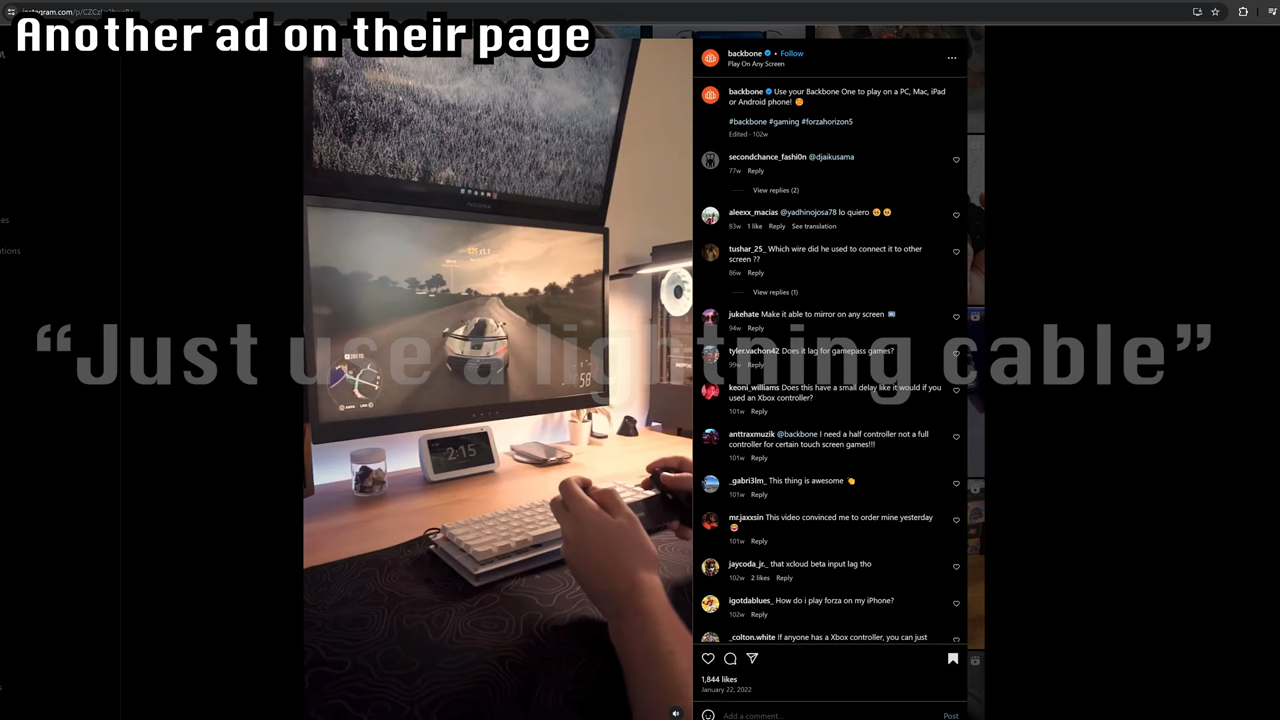 Another ad on their page
backbone • Follow
Play On Any Screen
backbone Use your Backbone One to play on a PC, Mac, iPad
or Android phone!
#backbone #gaming #forzahorizon5
Edited · 102w
secondchance_fashi0n @djaikusama
77w Reply
View replies (2)
aleexx_macias @yadhinojosa78 lo quiero
83w 1 like Reply See translation
tushar_25_ Which wire did he used to connect it to other
screen ??
86w Reply
View replies (1)
jukehate Make it able to mirror on any screen
94w Reply
“Just use a lightning cable”
tyler.vachon42 Does it lag for gamepass games?
99w Reply
keoni_williams Does this have a small delay like it would if you
used an Xbox controller?
101w Reply
anttraxmuzik @backbone I need a half controller not a full
controller for certain touch screen games!!!
101w Reply
_gabri3lm_ This thing is awesome
101w Reply
mr.jaxxsin This video convinced me to order mine yesterday
101w Reply
jaycoda_jr._ that xcloud beta input lag tho
102w 2 likes Reply
igotdablues_ How do i play forza on my iPhone?
102w Reply
_colton.white If anyone has a Xbox controller, you can just
1,844 likes
January 22, 2022
Add a comment...
Post
2:15
58